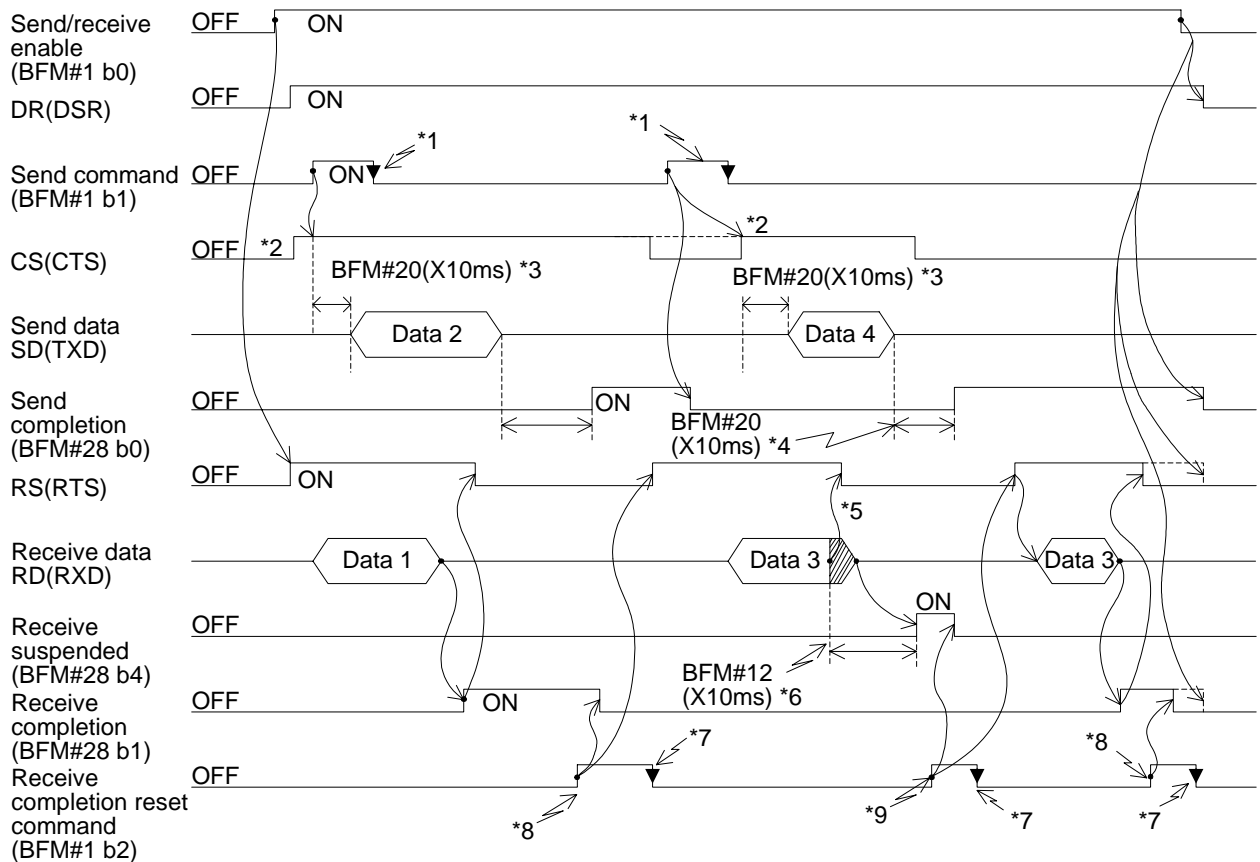 Send/receive
enable
(BFM#1 b0)
OFF
ON
DR(DSR)
OFF
ON
*1
*1
Send command
(BFM#1 b1)
OFF
ON
CS(CTS)
OFF
*2
*2
BFM#20(X10ms) *3
BFM#20(X10ms) *3
Send data
SD(TXD)
Data 2
Data 4
Send
completion
(BFM#28 b0)
OFF
ON
BFM#20
(X10ms) *4
RS(RTS)
OFF
ON
*5
Receive data
RD(RXD)
Data 1
Data 3
Data 3
Receive
suspended
(BFM#28 b4)
OFF
ON
BFM#12
(X10ms) *6
Receive
completion
(BFM#28 b1)
OFF
ON
*7
*8
Receive
completion reset
command
(BFM#1 b2)
OFF
*8
*9
*7
*7